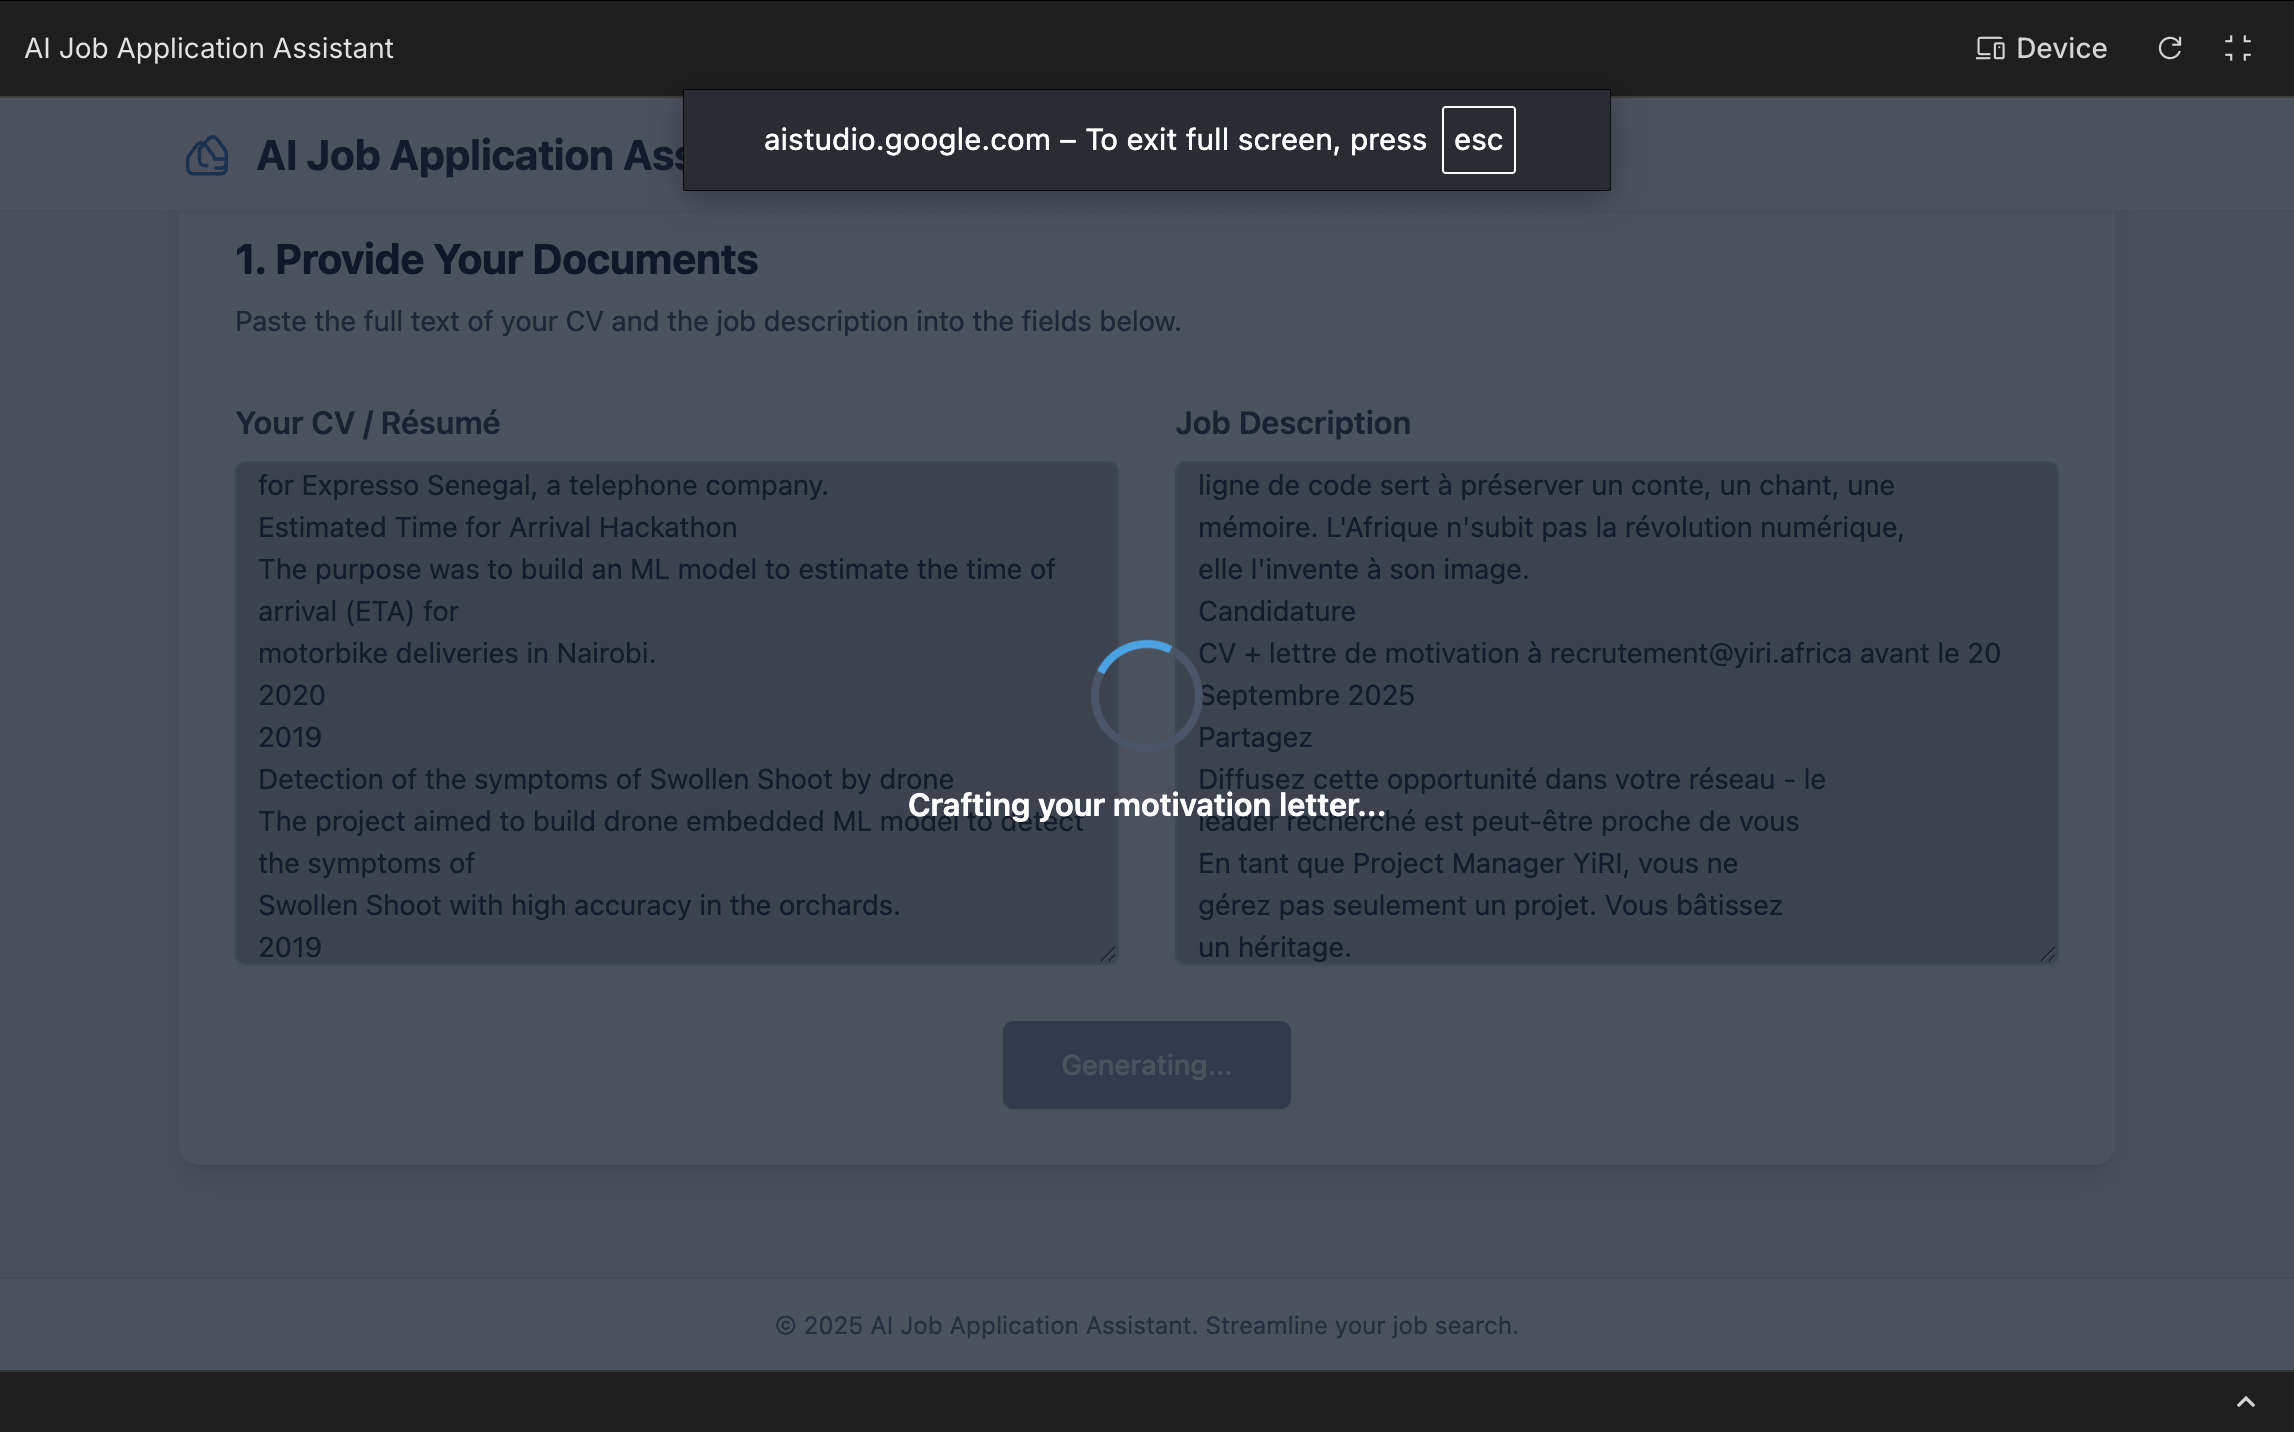 AI Job Application Assistant
Device
aistudio.google.com – To exit full screen, press esc
AI Job Application Ass
1. Provide Your Documents
Paste the full text of your CV and the job description into the fields below.
Your CV / Résumé
for Expresso Senegal, a telephone company.
Estimated Time for Arrival Hackathon
The purpose was to build an ML model to estimate the time of
arrival (ETA) for
motorbike deliveries in Nairobi.
2020
2019
Detection of the symptoms of Swollen Shoot by drone
The project aimed to build drone embedded ML model to detect
the symptoms of
Swollen Shoot with high accuracy in the orchards.
2019
Job Description
ligne de code sert à préserver un conte, un chant, une
mémoire. L'Afrique n'subit pas la révolution numérique,
elle l'invente à son image.
Candidature
CV + lettre de motivation à recrutement@yiri.africa avant le 20
Septembre 2025
Partagez
Diffusez cette opportunité dans votre réseau - le
leader recherché est peut-être proche de vous
En tant que Project Manager YiRI, vous ne
gérez pas seulement un projet. Vous bâtissez
un héritage.
Crafting your motivation letter...
Generating...
© 2025 AI Job Application Assistant. Streamline your job search.